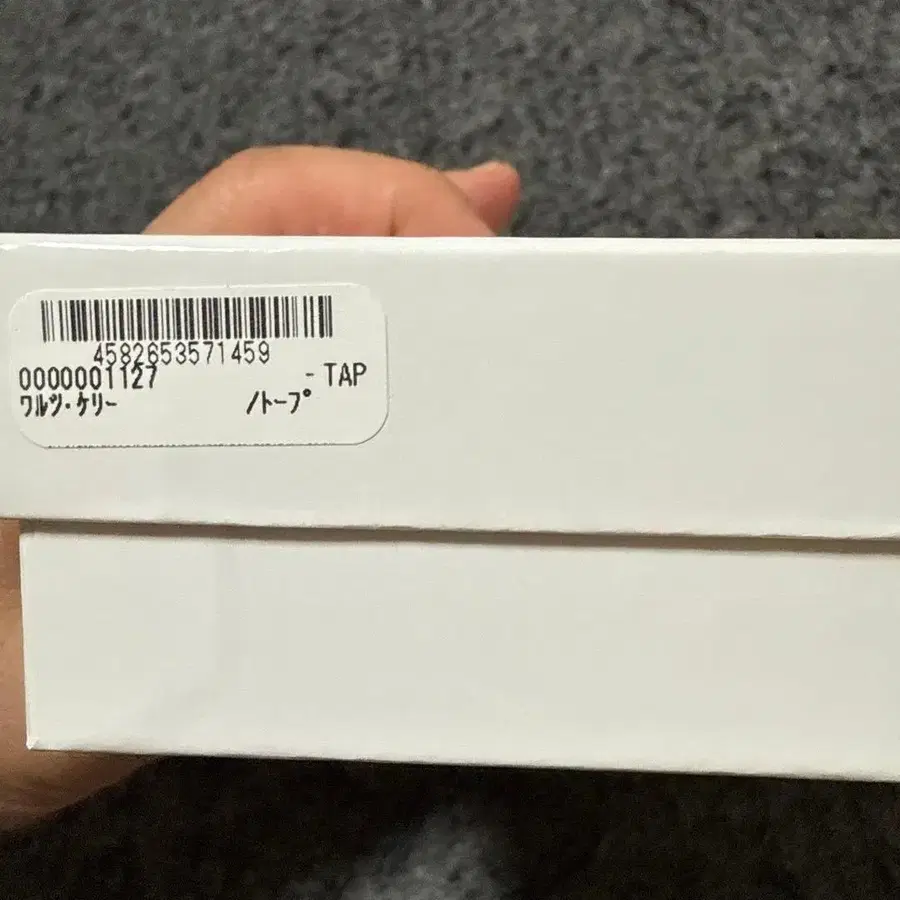 4582653571459
0000001127 - TAP
ﾜﾙﾂ･ｹﾘｰ /ﾄｰﾌﾟ